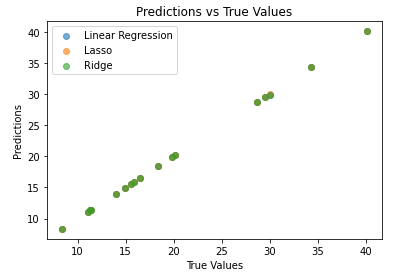 Predictions vs True Values
Linear Regression
Lasso
Ridge
Predictions
40
35
30
25
20
15
10
10
15
20
25
30
35
40
True Values